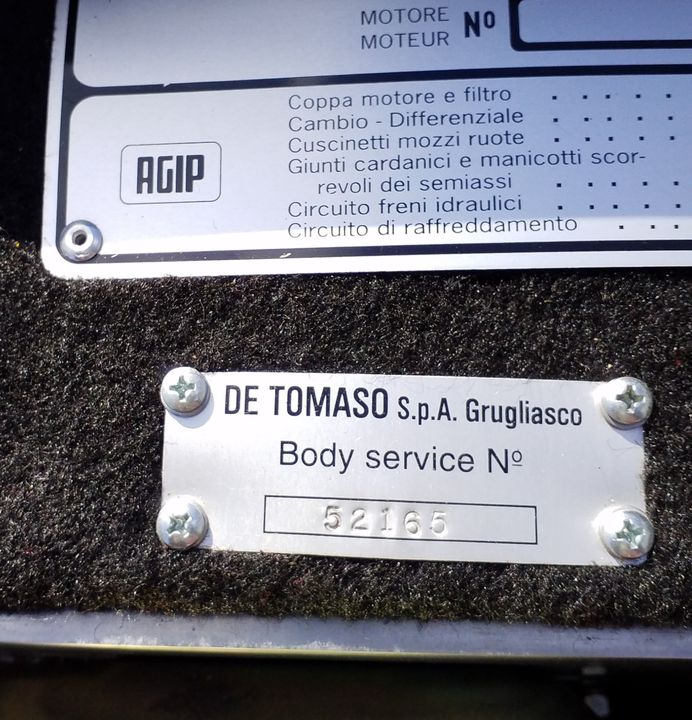 MOTORE
MOTEUR Nº
AGIP
Coppa motore e filtro . . . . .
Cambio - Differenziale . . . . .
Cuscinetti mozzi ruote . . . . .
Giunti cardanici e manicotti scor-
revoli dei semiassi . . . . .
Circuito freni idraulici . . . . .
Circuito di raffreddamento . . .
DE TOMASO S.p.A. Grugliasco
Body service Nº
52165